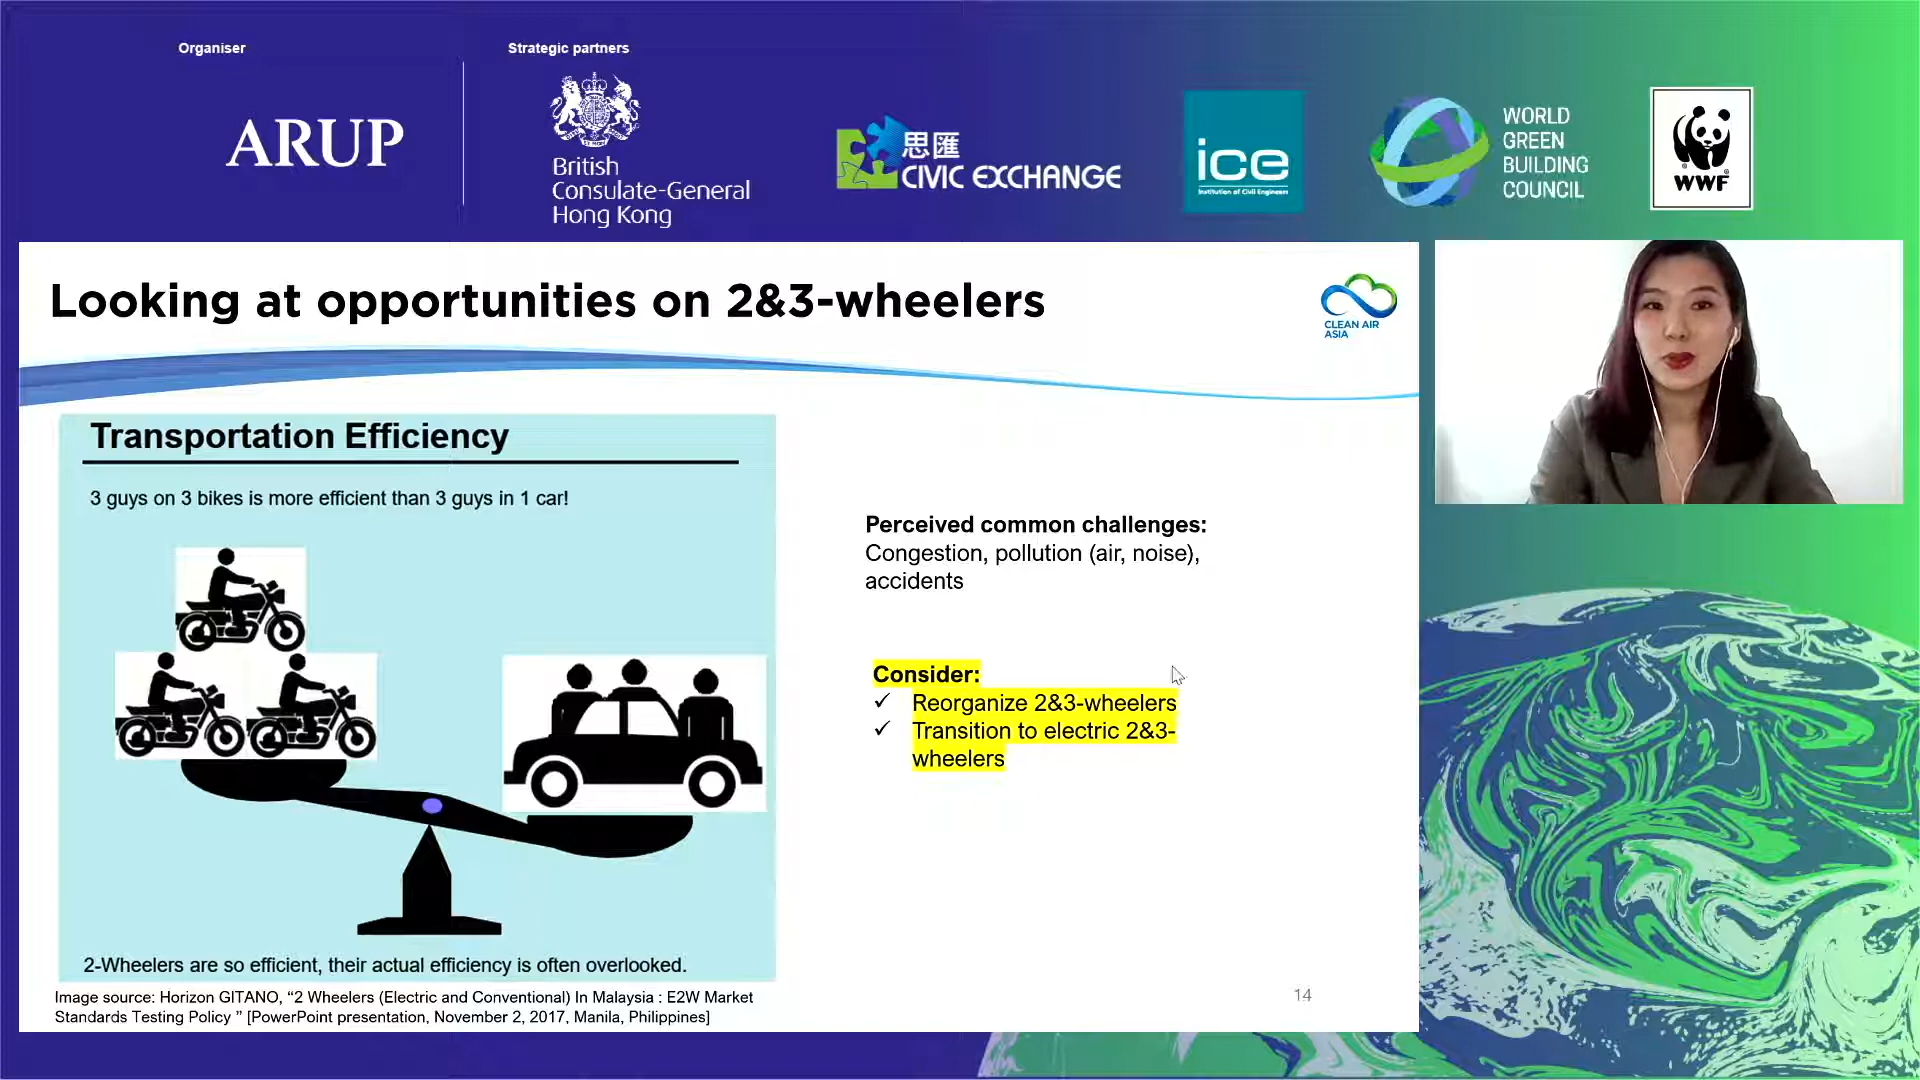 Organiser
Strategic partners
ARUP
British
Consulate-General
Hong Kong
思匯
CIVIC EXCHANGE
ice
Institution of Civil Engineers
WORLD
GREEN
BUILDING
COUNCIL
WWF
Looking at opportunities on 2&3-wheelers
CLEAN AIR
ASIA
Transportation Efficiency
3 guys on 3 bikes is more efficient than 3 guys in 1 car!
2-Wheelers are so efficient, their actual efficiency is often overlooked.
Image source: Horizon GITANO, “2 Wheelers (Electric and Conventional) In Malaysia : E2W Market
Standards Testing Policy ” [PowerPoint presentation, November 2, 2017, Manila, Philippines]
Perceived common challenges:
Congestion, pollution (air, noise),
accidents
Consider:
✓ Reorganize 2&3-wheelers
✓ Transition to electric 2&3-
wheelers
14